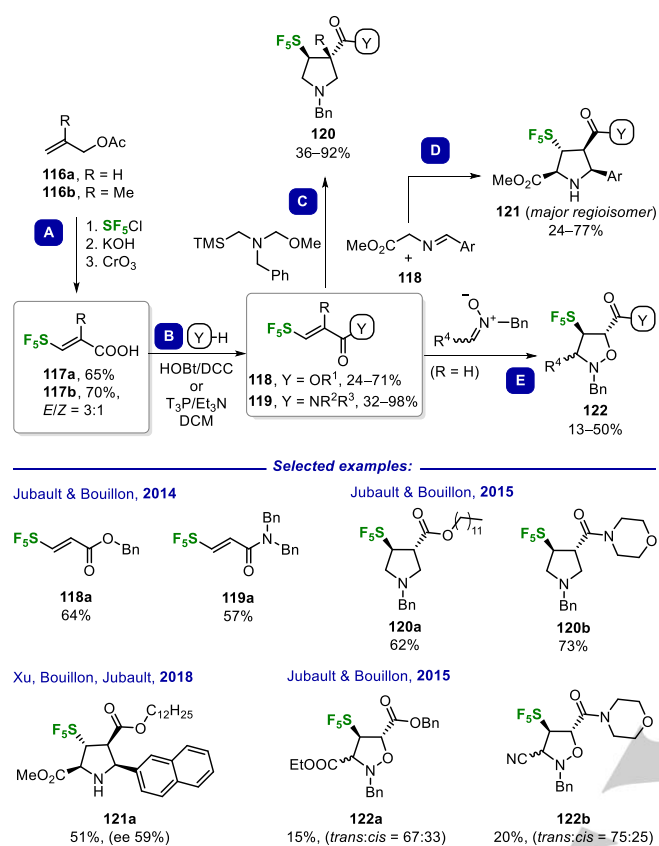 F₅S R O Y
N
Bn
120
36–92%
R
OAc
116a, R = H
116b, R = Me
A
1. SF₅Cl
2. KOH
3. CrO₃
C
TMS N OMe
Ph
D
MeO₂C N Ar
+
118
F₅S O Y
MeO₂C N H Ar
121 (major regioisomer)
24–77%
F₅S R COOH
117a, 65%
117b, 70%,
E/Z = 3:1
B
Y–H
HOBt/DCC
or
T₃P/Et₃N
DCM
F₅S R Y O
118, Y = OR¹, 24–71%
119, Y = NR²R³, 32–98%
O⁻
R⁴ N⁺ Bn
(R = H)
E
F₅S O Y
R⁴ N O
Bn
122
13–50%
Selected examples:
Jubault & Bouillon, 2014
F₅S O OBn
118a
64%
F₅S O N Bn Bn
119a
57%
Jubault & Bouillon, 2015
F₅S O O ( )₁₁
N
Bn
120a
62%
F₅S O N O
N
Bn
120b
73%
Xu, Bouillon, Jubault, 2018
F₅S O O C₁₂H₂₅
MeO₂C N H
121a
51%, (ee 59%)
Jubault & Bouillon, 2015
F₅S O OBn
EtOOC N O
Bn
122a
15%, (trans:cis = 67:33)
F₅S O N O
NC N O
Bn
122b
20%, (trans:cis = 75:25)